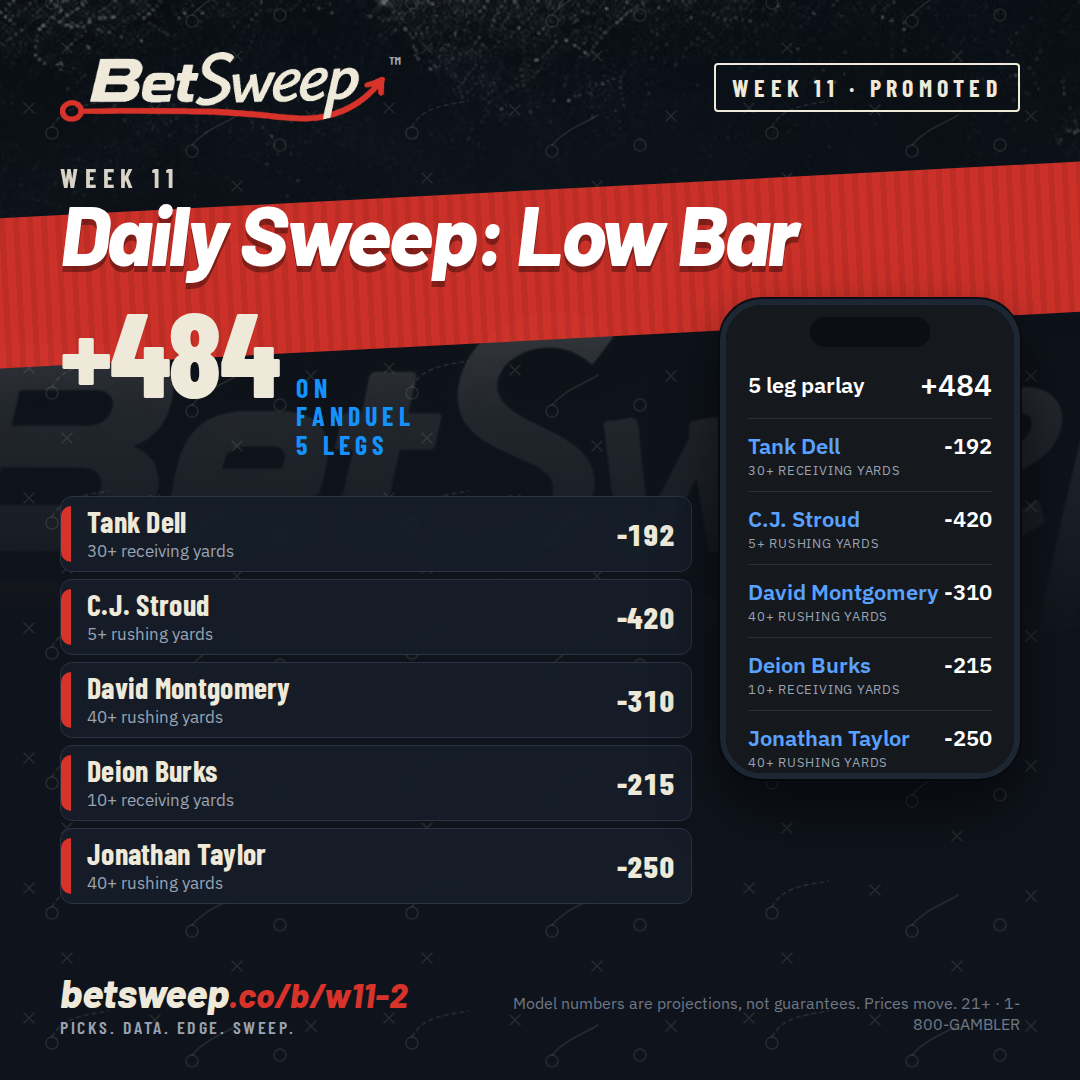 BetSweep™
WEEK 11 · PROMOTED
WEEK 11
Daily Sweep: Low Bar
+484
ON
FANDUEL
5 LEGS
Tank Dell
30+ receiving yards
-192
C.J. Stroud
5+ rushing yards
-420
David Montgomery
40+ rushing yards
-310
Deion Burks
10+ receiving yards
-215
Jonathan Taylor
40+ rushing yards
-250
5 leg parlay +484
Tank Dell -192
30+ RECEIVING YARDS
C.J. Stroud -420
5+ RUSHING YARDS
David Montgomery -310
40+ RUSHING YARDS
Deion Burks -215
10+ RECEIVING YARDS
Jonathan Taylor -250
40+ RUSHING YARDS
betsweep.co/b/w11-2
PICKS. DATA. EDGE. SWEEP.
Model numbers are projections, not guarantees. Prices move. 21+ · 1-
800-GAMBLER